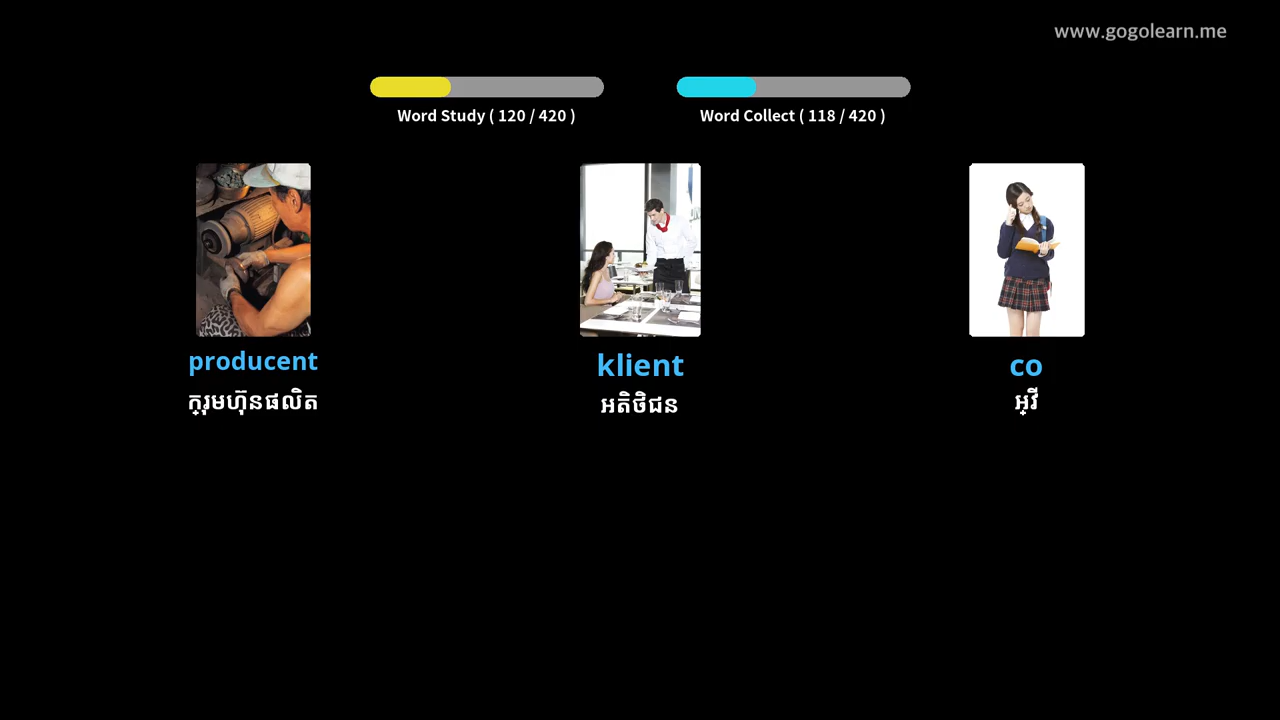 www.gogolearn.me
Word Study ( 120 / 420 )
Word Collect ( 118 / 420 )
producent
ក្រុមហ៊ុនផលិត
klient
អតិថិជន
co
អ្វី